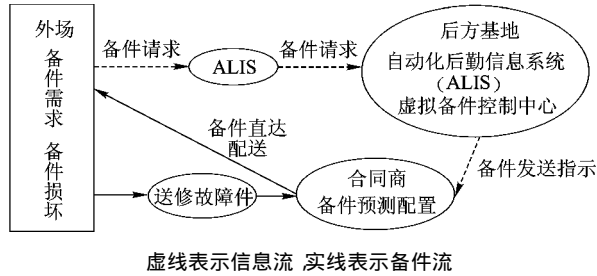 外场
备件需求
备件损坏
备件请求
ALIS
备件请求
后方基地
自动化后勤信息系统
(ALIS)
虚拟备件控制中心
备件直达
配送
备件发送指示
送修故障件
合同商
备件预测配置
虚线表示信息流,实线表示备件流